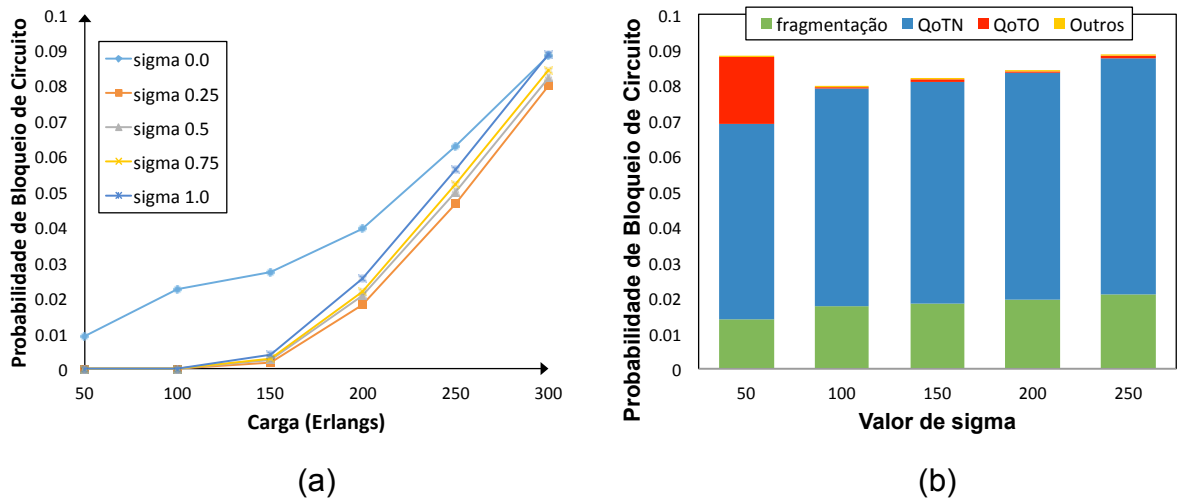 Probabilidade de Bloqueio de Circuito
0.1
0.09
0.08
0.07
0.06
0.05
0.04
0.03
0.02
0.01
0
sigma 0.0
sigma 0.25
sigma 0.5
sigma 0.75
sigma 1.0
50 100 150 200 250 300
Carga (Erlangs)
(a)
Probabilidade de Bloqueio de Circuito
0.1
0.09
0.08
0.07
0.06
0.05
0.04
0.03
0.02
0.01
0
fragmentação QoTN QoTO Outros
50 100 150 200 250
Valor de sigma
(b)